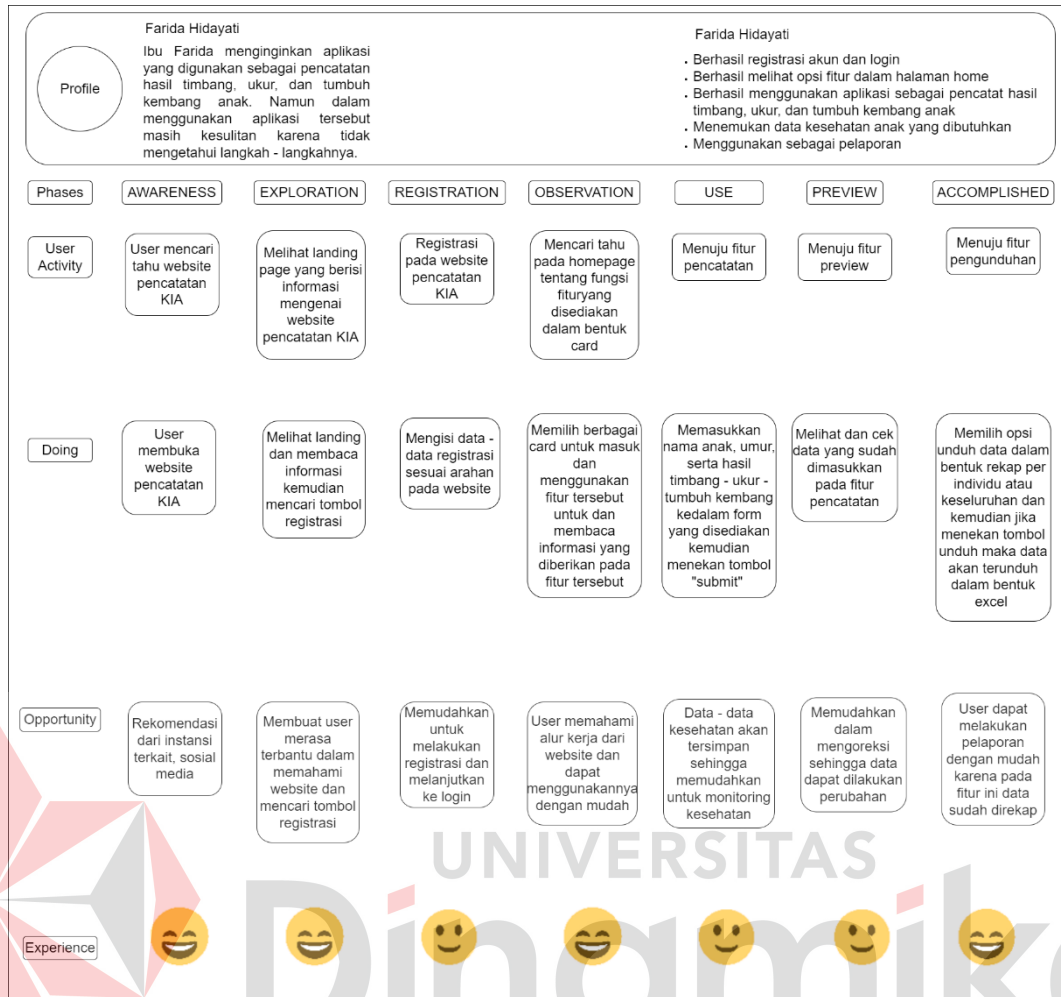 Profile
Farida Hidayati
Ibu Farida menginginkan aplikasi
yang digunakan sebagai pencatatan
hasil timbang, ukur, dan tumbuh
kembang anak. Namun dalam
menggunakan aplikasi tersebut
masih kesulitan karena tidak
mengetahui langkah - langkahnya.
Farida Hidayati
• Berhasil registrasi akun dan login
• Berhasil melihat opsi fitur dalam halaman home
• Berhasil menggunakan aplikasi sebagai pencatat hasil
timbang, ukur, dan tumbuh kembang anak
• Menemukan data kesehatan anak yang dibutuhkan
• Menggunakan sebagai pelaporan
Phases
AWARENESS
EXPLORATION
REGISTRATION
OBSERVATION
USE
PREVIEW
ACCOMPLISHED
User
Activity
User mencari
tahu website
pencatatan
KIA
Melihat landing
page yang berisi
informasi
mengenai
website
pencatatan KIA
Registrasi
pada website
pencatatan
KIA
Mencari tahu
pada homepage
tentang fungsi
fituryang
disediakan
dalam bentuk
card
Menuju fitur
pencatatan
Menuju fitur
preview
Menuju fitur
pengunduhan
Doing
User
membuka
website
pencatatan
KIA
Melihat landing
dan membaca
informasi
kemudian
mencari tombol
registrasi
Mengisi data -
data registrasi
sesuai arahan
pada website
Memilih berbagai
card untuk masuk
dan
menggunakan
fitur tersebut
untuk dan
membaca
informasi yang
diberikan pada
fitur tersebut
Memasukkan
nama anak, umur,
serta hasil
timbang - ukur -
tumbuh kembang
kedalam form
yang disediakan
kemudian
menekan tombol
"submit"
Melihat dan cek
data yang sudah
dimasukkan
pada fitur
pencatatan
Memilih opsi
unduh data dalam
bentuk rekap per
individu atau
keseluruhan dan
kemudian jika
menekan tombol
unduh maka data
akan terunduh
dalam bentuk
excel
Opportunity
Rekomendasi
dari instansi
terkait, sosial
media
Membuat user
merasa
terbantu dalam
memahami
website dan
mencari tombol
registrasi
Memudahkan
untuk
melakukan
registrasi dan
melanjutkan
ke login
User memahami
alur kerja dari
website dan
dapat
menggunakannya
dengan mudah
Data - data
kesehatan akan
tersimpan
sehingga
memudahkan
untuk monitoring
kesehatan
Memudahkan
dalam
mengoreksi
sehingga data
dapat dilakukan
perubahan
User dapat
melakukan
pelaporan
dengan mudah
karena pada
fitur ini data
sudah direkap
UNIVERSITAS
Dinamika
Experience